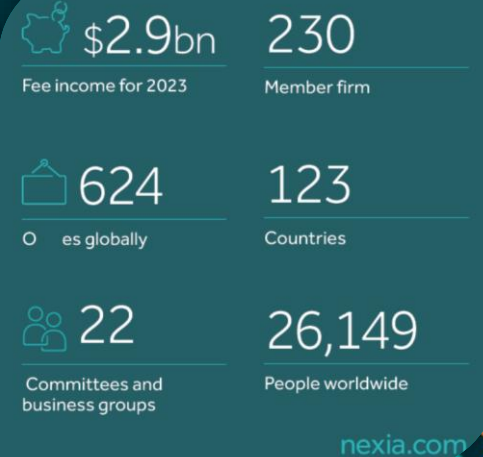 $2.9bn
Fee income for 2023
230
Member firm
624
O es globally
123
Countries
22
Committees and
business groups
26,149
People worldwide
nexia.com